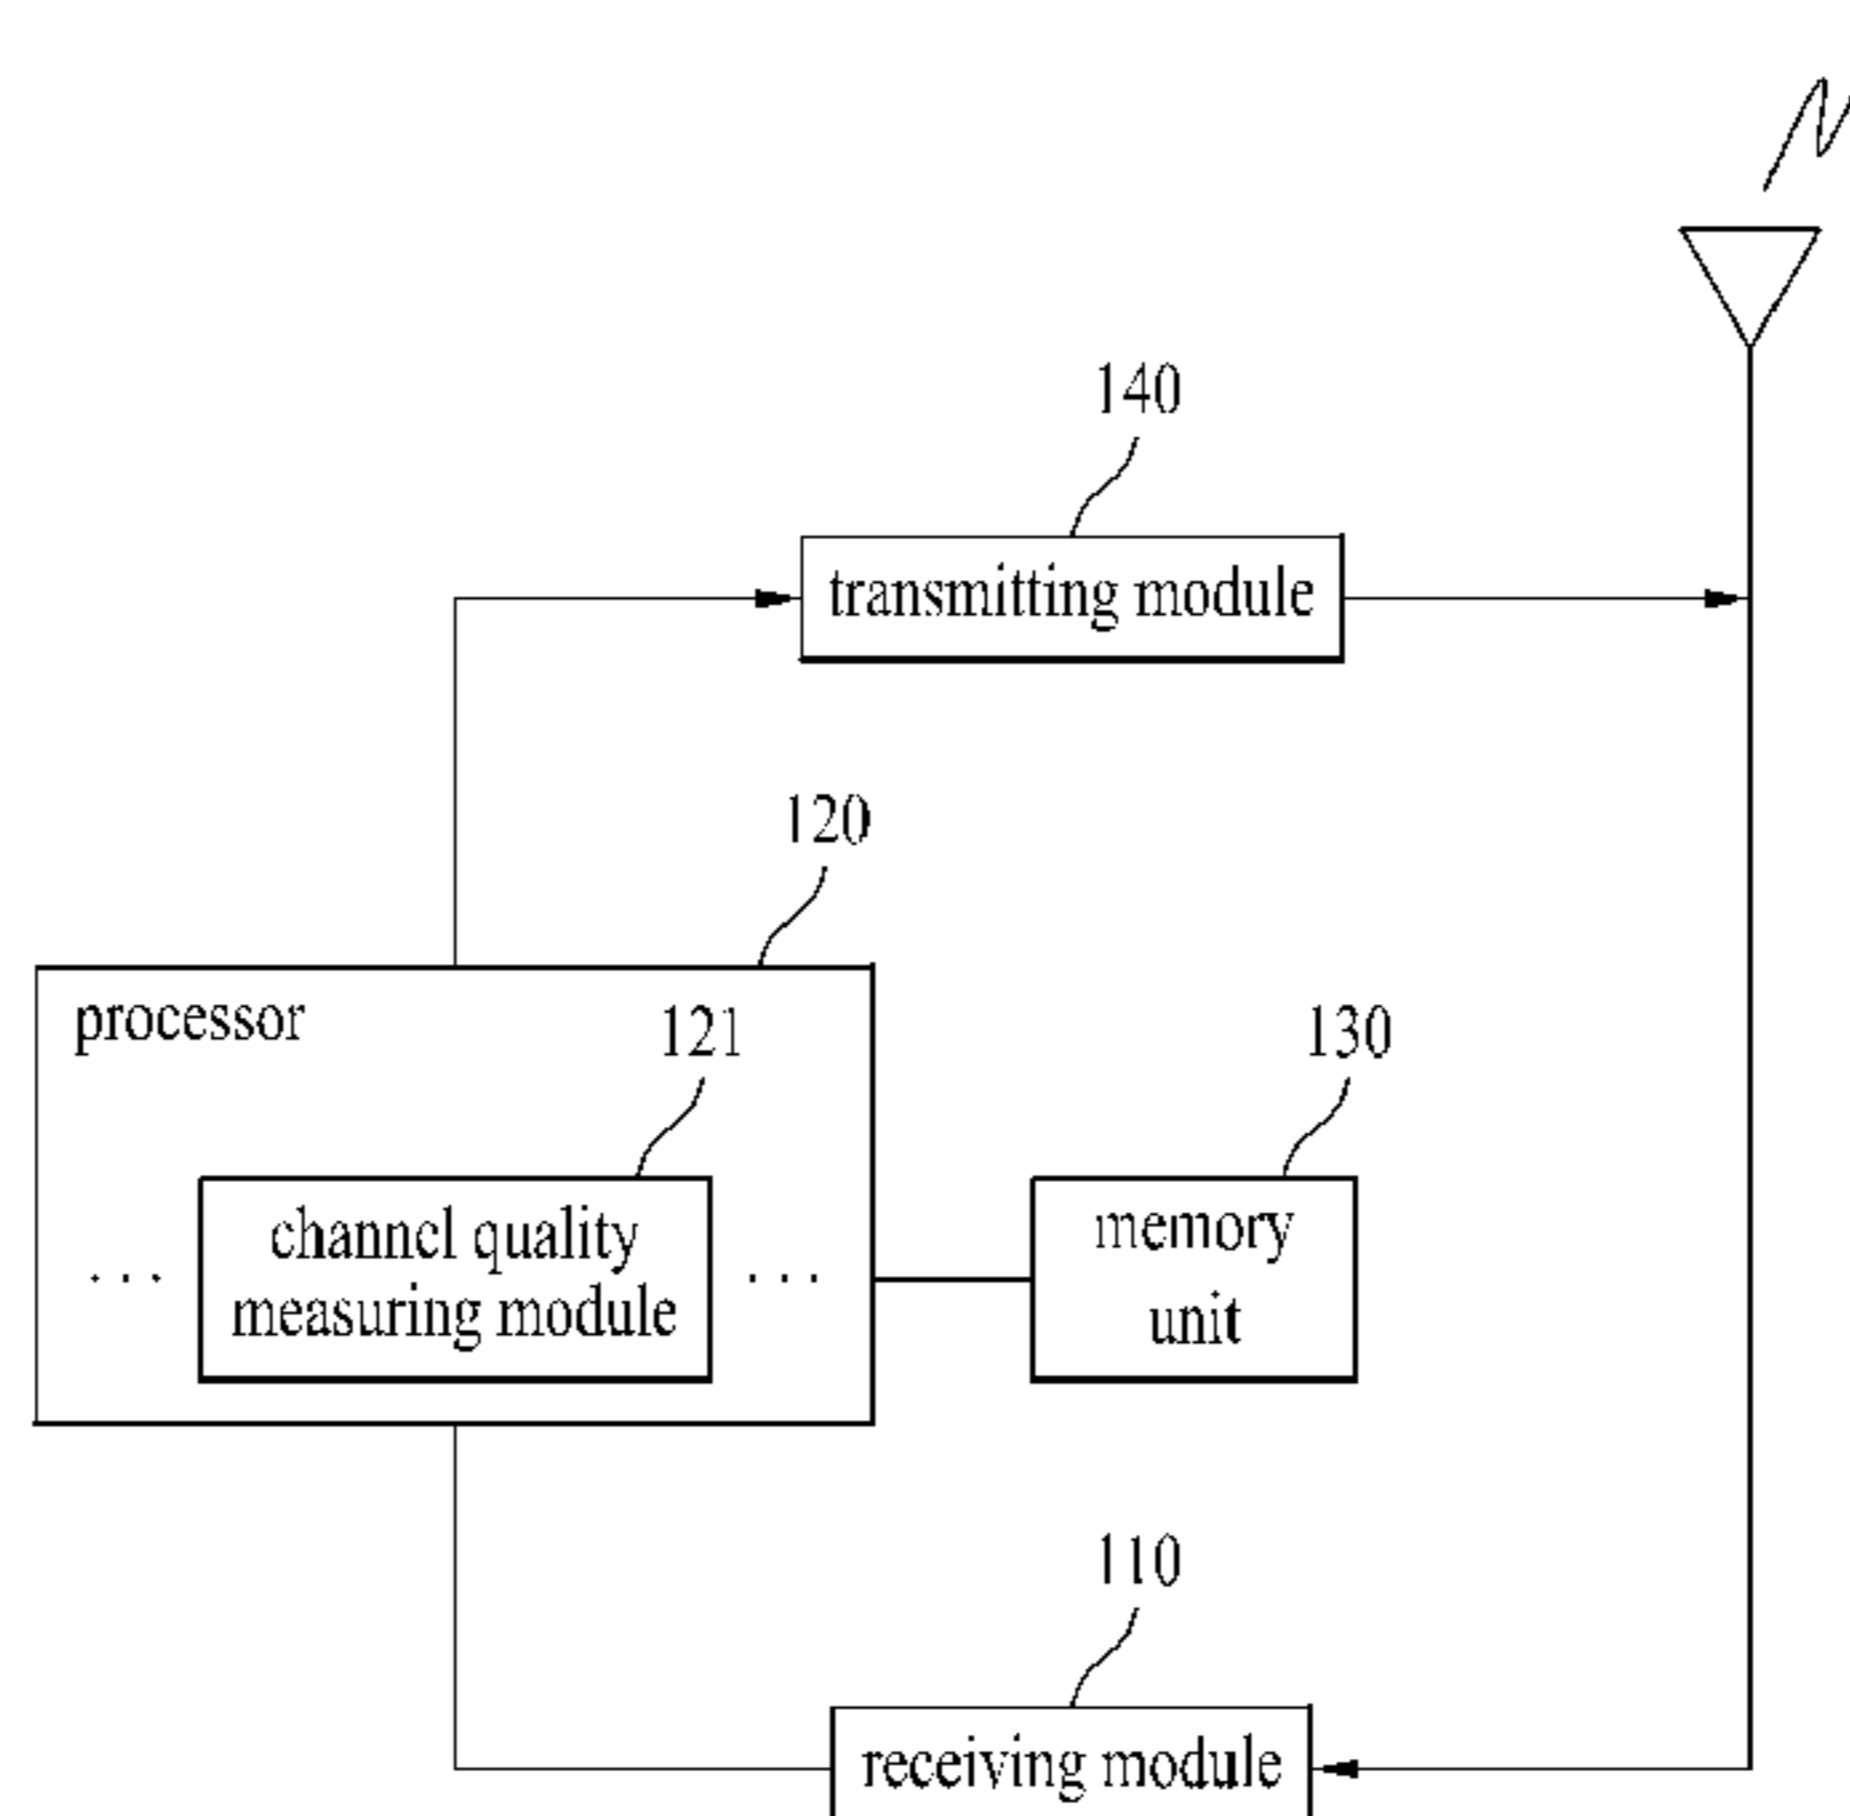 140
transmitting module
120
processor
121
130
... channel quality ...
measuring module
memory
unit
110
receiving module